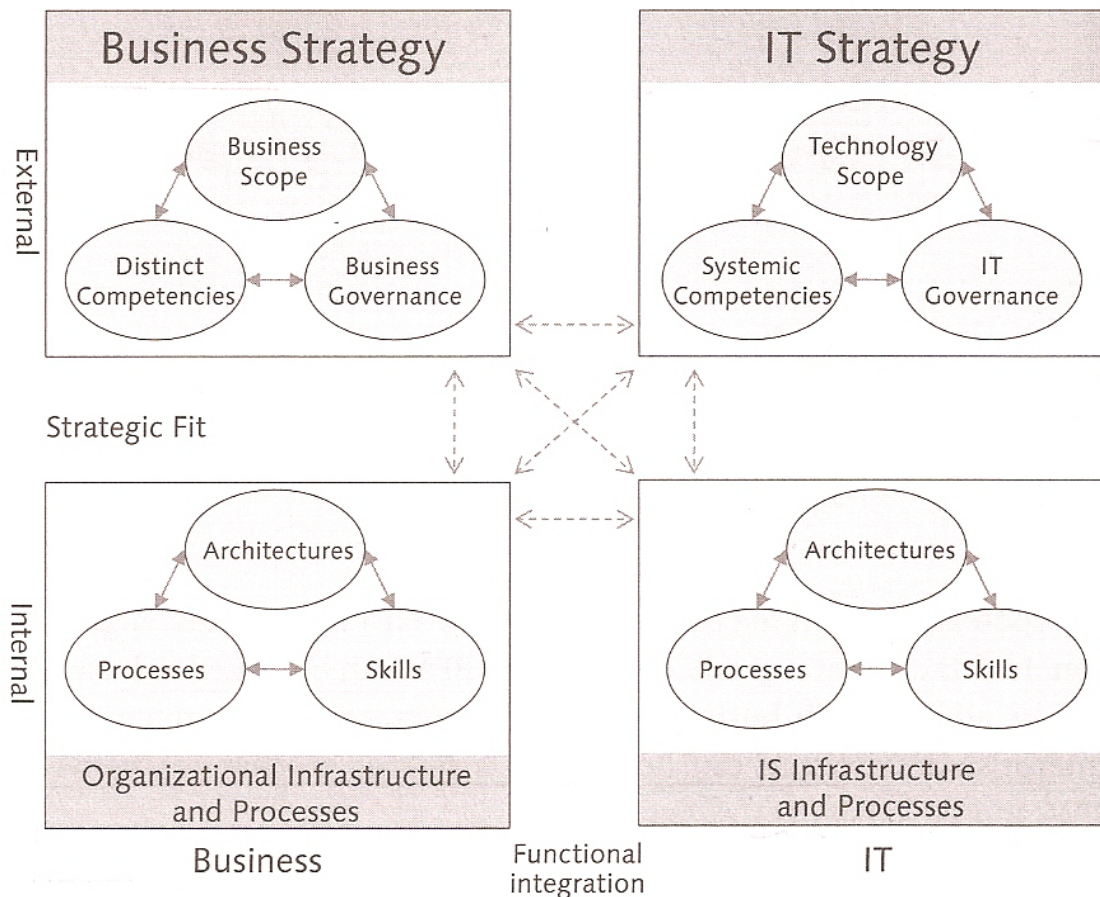 Business Strategy
IT Strategy
External
Business
Scope
Distinct
Competencies
Business
Governance
Technology
Scope
Systemic
Competencies
IT
Governance
Strategic Fit
Internal
Architectures
Processes
Skills
Organizational Infrastructure
and Processes
Architectures
Processes
Skills
IS Infrastructure
and Processes
Business
Functional
integration
IT